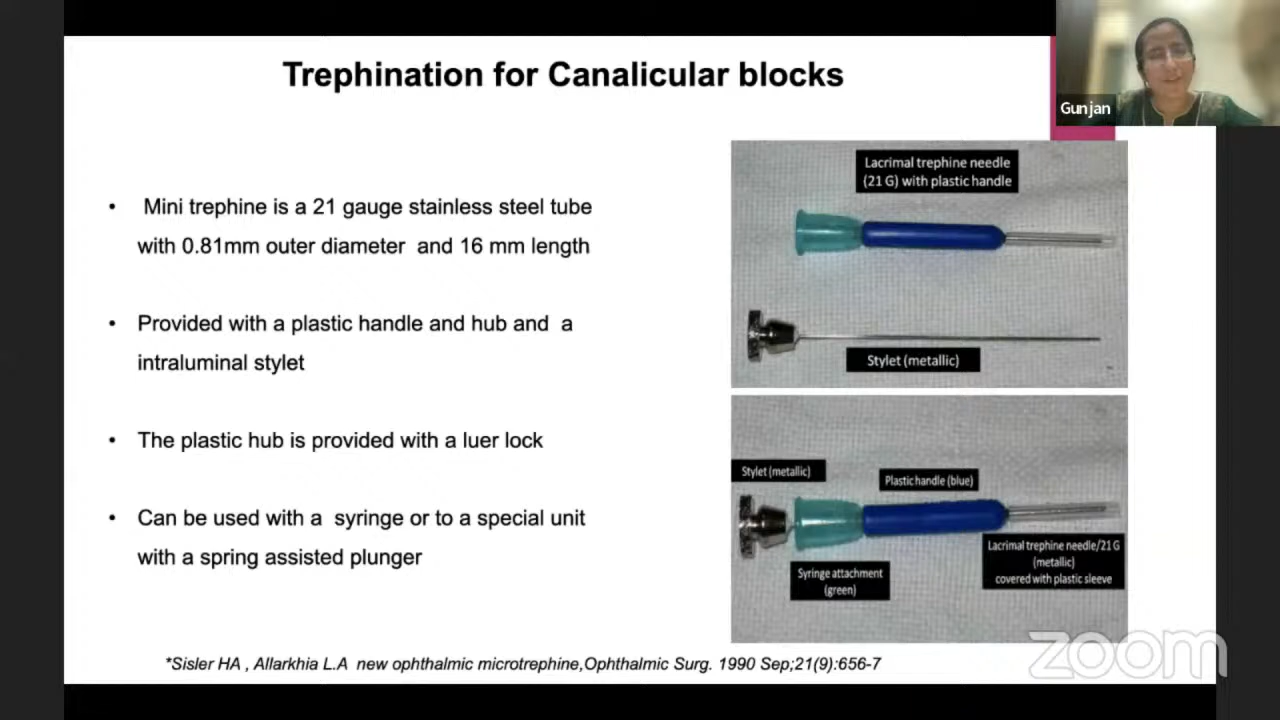 Trephination for Canalicular blocks
Gunjan
• Mini trephine is a 21 gauge stainless steel tube
with 0.81mm outer diameter and 16 mm length
• Provided with a plastic handle and hub and a
intraluminal stylet
• The plastic hub is provided with a luer lock
• Can be used with a syringe or to a special unit
with a spring assisted plunger
Lacrimal trephine needle
(21 G) with plastic handle
Stylet (metallic)
Stylet (metallic)
Plastic handle (blue)
Syringe attachment
(green)
Lacrimal trephine needle/21 G
(metallic)
covered with plastic sleeve
*Sisler HA , Allarkhia L.A new ophthalmic microtrephine,Ophthalmic Surg. 1990 Sep;21(9):656-7
zoom